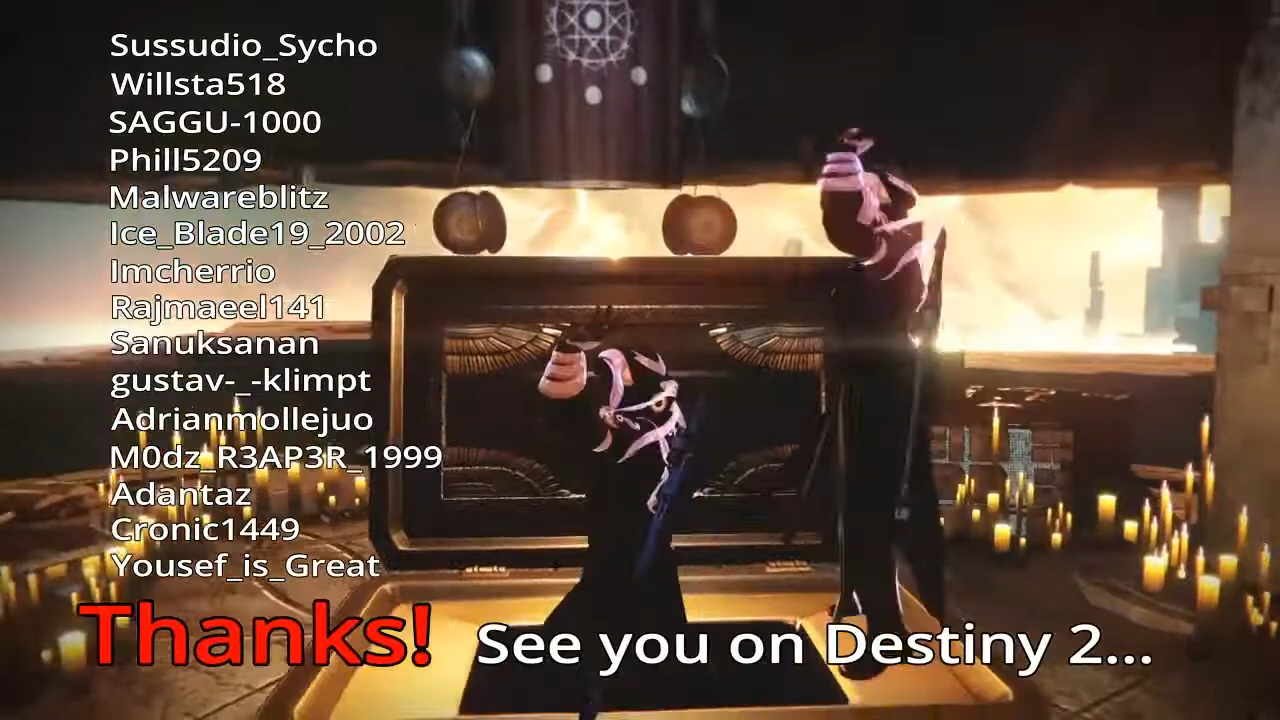 Sussudio_Sycho
Willsta518
SAGGU-1000
Phill5209
Malwareblitz
Ice_Blade19_2002
Imcherrio
Rajmaeel141
Sanuksanan
gustav-_-klimpt
Adrianmollejuo
M0dz_R3AP3R_1999
Adantaz
Cronic1449
Yousef_is_Great
Thanks! See you on Destiny 2...